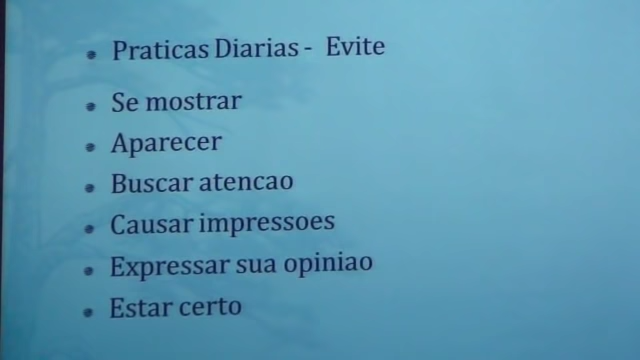 Praticas Diarias - Evite
Se mostrar
Aparecer
Buscar atencao
Causar impressoes
Expressar sua opiniao
Estar certo